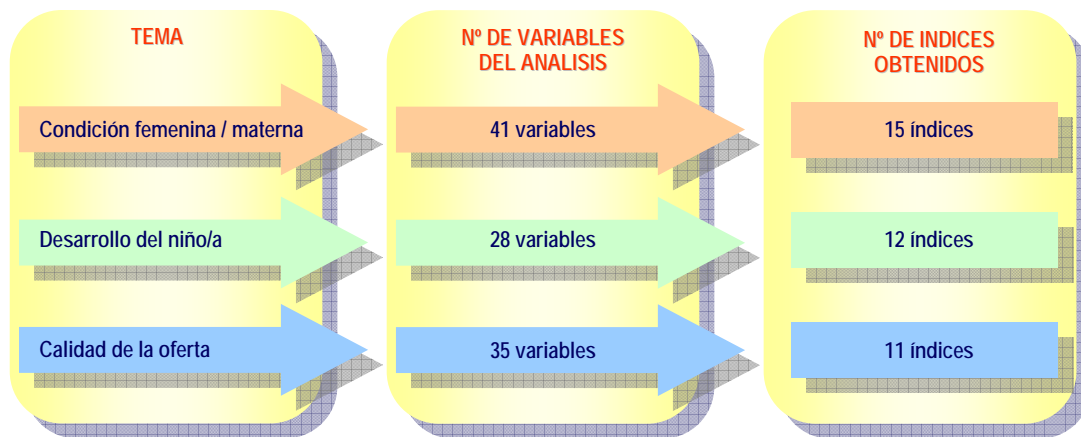 TEMA
Nº DE VARIABLES
DEL ANALISIS
Nº DE INDICES
OBTENIDOS
Condición femenina / materna
41 variables
15 índices
Desarrollo del niño/a
28 variables
12 índices
Calidad de la oferta
35 variables
11 índices